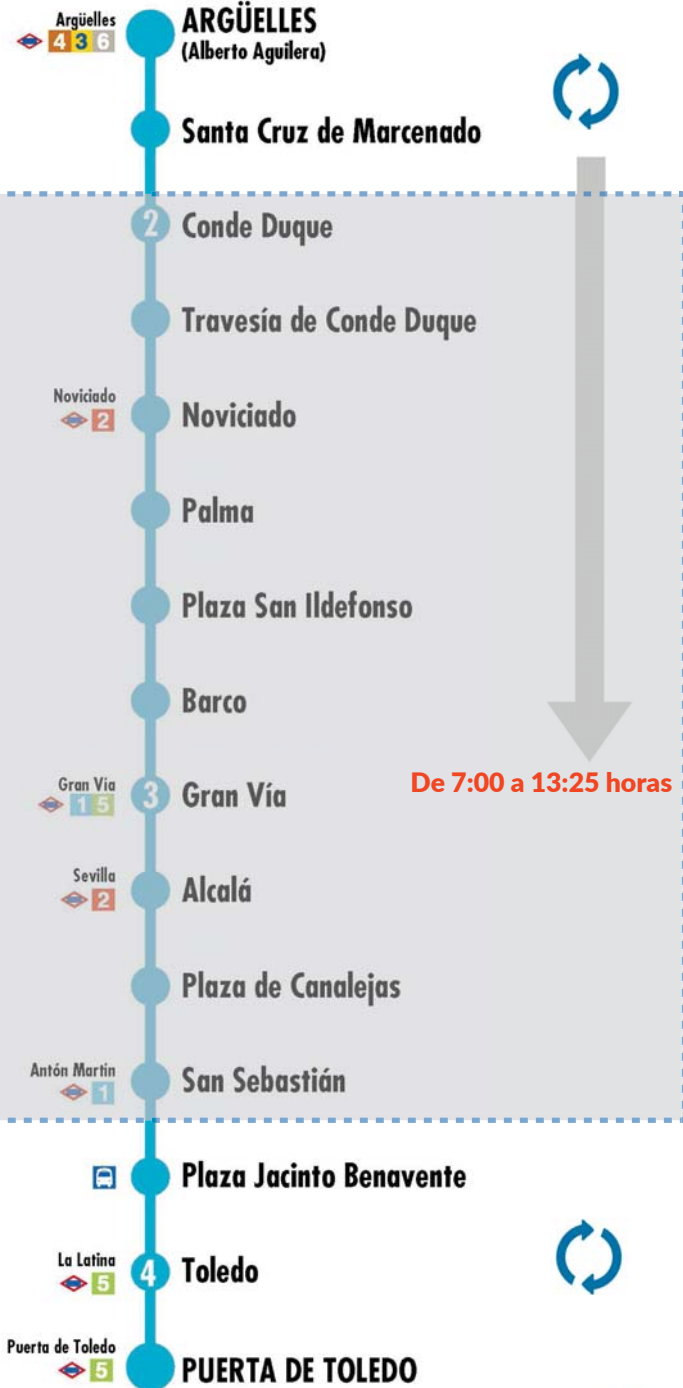 Argüelles
4 3 6
ARGÜELLES
(Alberto Aguilera)
Santa Cruz de Marcenado
2
Conde Duque
Travesía de Conde Duque
Noviciado
2
Noviciado
Palma
Plaza San Ildefonso
Barco
Gran Vía
1 5
3
Gran Vía
De 7:00 a 13:25 horas
Sevilla
2
Alcalá
Plaza de Canalejas
Antón Martín
1
San Sebastián
Plaza Jacinto Benavente
La Latina
5
4
Toledo
Puerta de Toledo
5
PUERTA DE TOLEDO